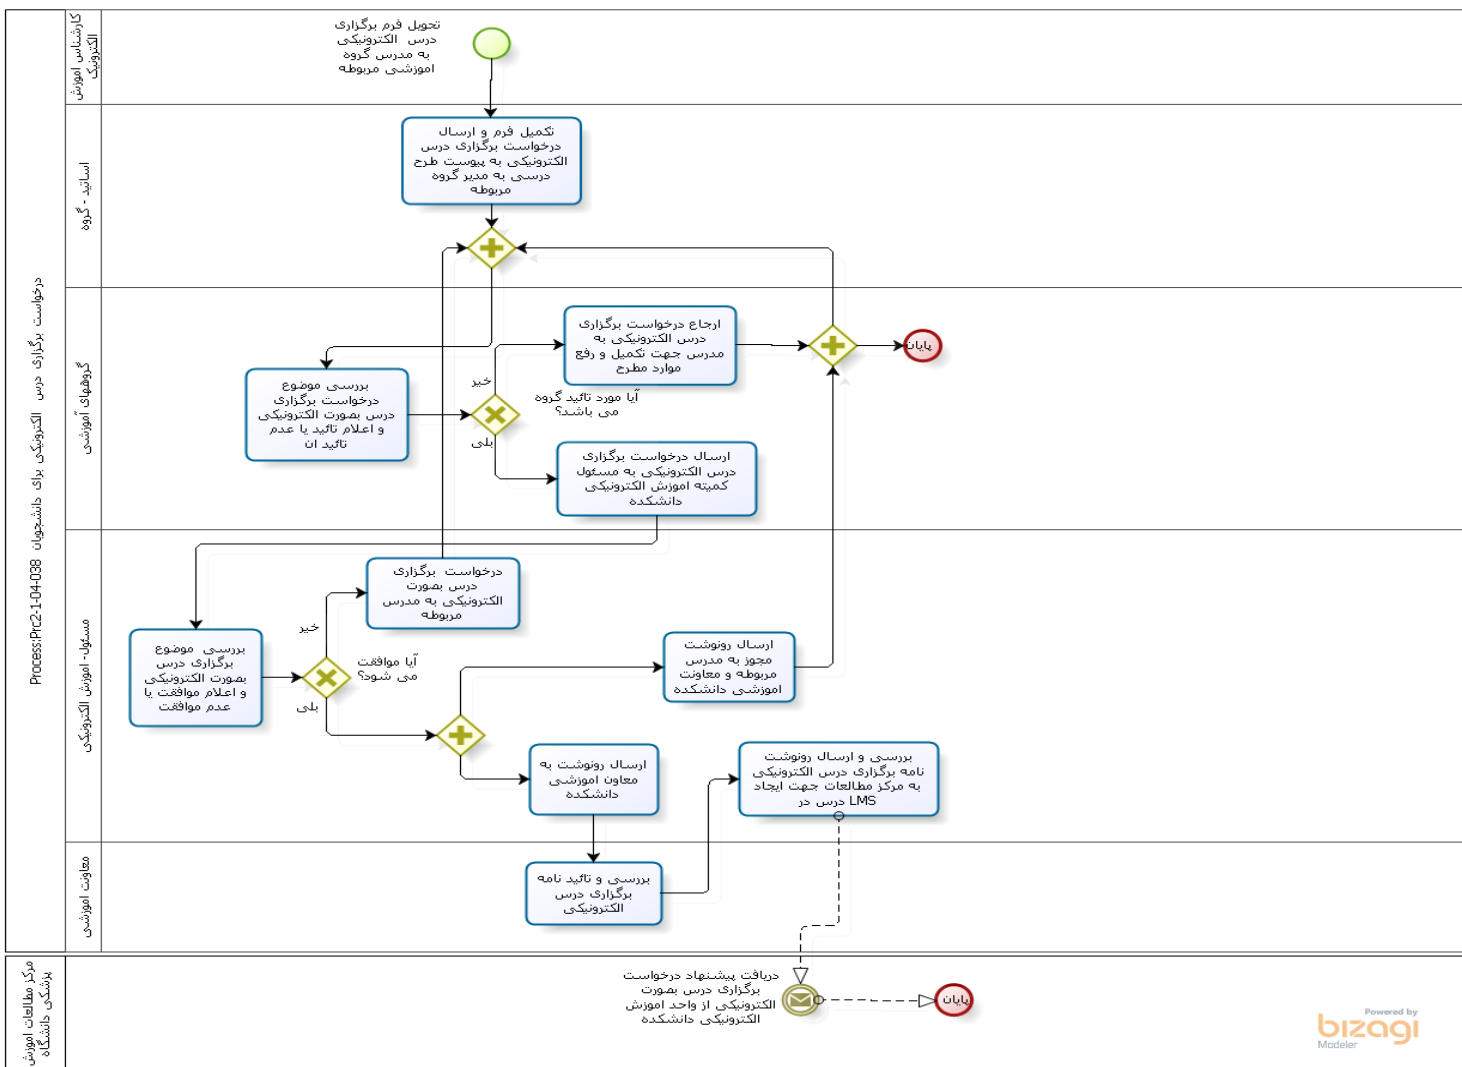 Process:Prc2-1-04-038 درخواست برگزاری درس الکترونیکی برای دانشجویان
کارشناس اموزش
الکترونیک
تحویل فرم برگزاری
درس الکترونیکی
به مدرس گروه
اموزشی مربوطه
اساتید - گروه
تکمیل فرم و ارسال
درخواست برگزاری درس
الکترونیکی به پیوست طرح
درسی به مدیر گروه
مربوطه
گروههای آموزشی
بررسی موضوع
درخواست برگزاری
درس بصورت الکترونیکی
و اعلام تائید یا عدم
تائید ان
خیر
آیا مورد تائید گروه
می باشد؟
بلی
ارجاع درخواست برگزاری
درس الکترونیکی به
مدرس جهت تکمیل و رفع
موارد مطرح
پایان
ارسال درخواست برگزاری
درس الکترونیکی به مسئول
کمیته اموزش الکترونیکی
دانشکده
مسئول- اموزش الکترونیکی
بررسی موضوع
برگزاری درس
بصورت الکترونیکی
و اعلام موافقت یا
عدم موافقت
خیر
آیا موافقت
می شود؟
بلی
درخواست برگزاری
درس بصورت
الکترونیکی به مدرس
مربوطه
ارسال رونوشت
مجوز به مدرس
مربوطه و معاونت
اموزشی دانشکده
ارسال رونوشت به
معاون اموزشی
دانشکده
بررسی و ارسال رونوشت
نامه برگزاری درس الکترونیکی
به مرکز مطالعات جهت ایجاد
درس در LMS
معاونت اموزشی
بررسی و تائید نامه
برگزاری درس
الکترونیکی
مرکز مطالعات اموزش
پزشکی دانشگاه
دریافت پیشنهاد درخواست
برگزاری درس بصورت
الکترونیکی از واحد اموزش
الکترونیکی دانشکده
پایان
Powered by
bizagi
Modeler